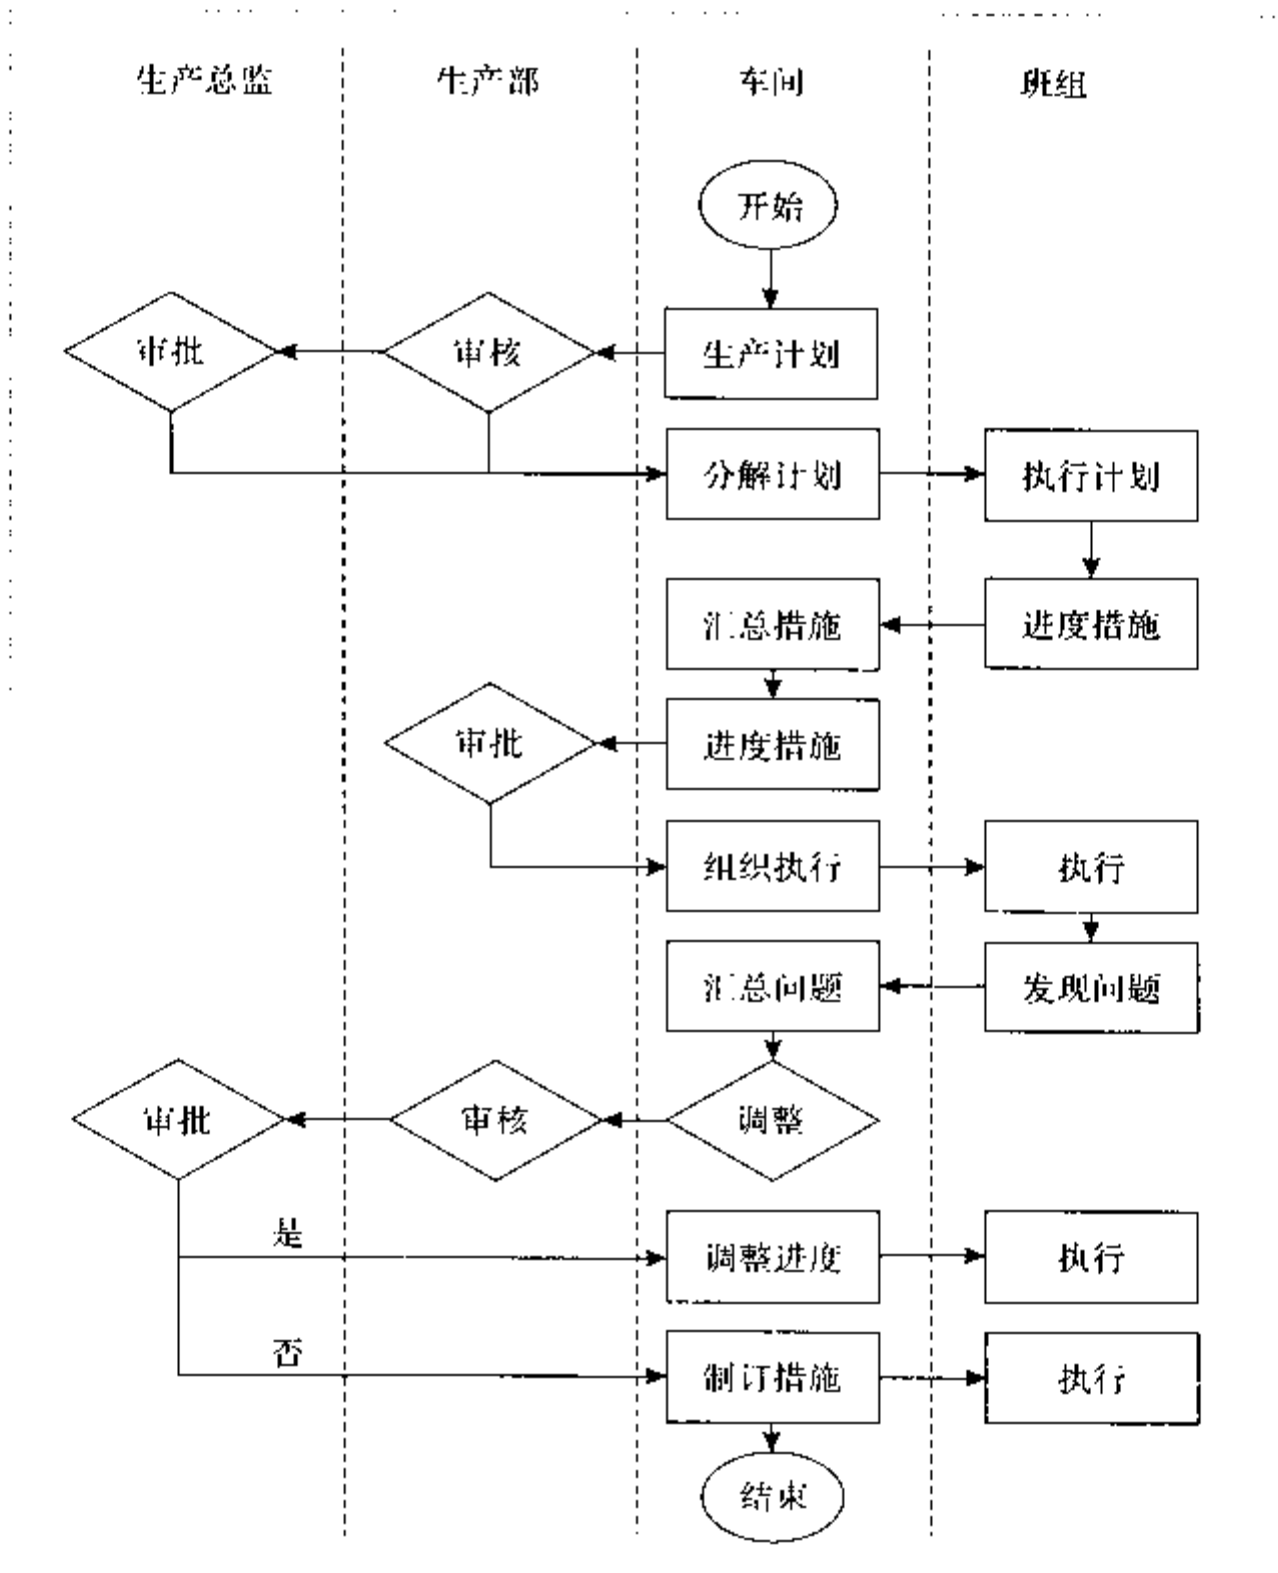 生产总监 生产部 车间 班组
开始
审批 审核 生产计划
分解计划 执行计划
汇总措施 进度措施
审批 进度措施
组织执行 执行
汇总问题 发现问题
审批 审核 调整
是 调整进度 执行
否 制订措施 执行
结束